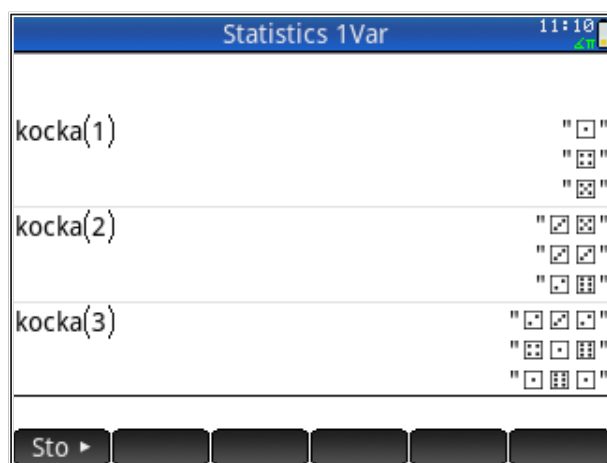 Statistics 1Var
11:10
∡π
kocka(1)
"⚀"
"⚃"
"⚄"
kocka(2)
"⚂ ⚄"
"⚂ ⚂"
"⚁ ⚅"
kocka(3)
"⚁ ⚂ ⚁"
"⚃ ⚀ ⚅"
"⚀ ⚅ ⚀"
Sto ▶